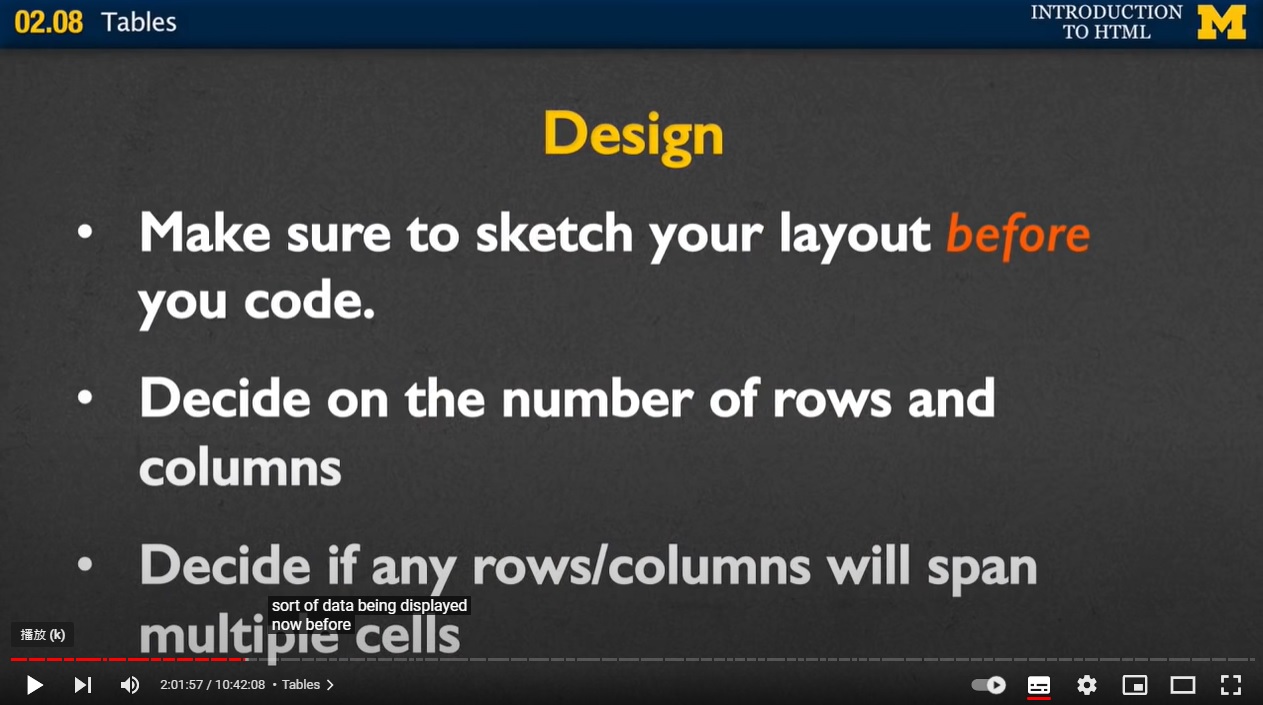 02.08 Tables
INTRODUCTION
TO HTML
M
Design
• Make sure to sketch your layout before
you code.
• Decide on the number of rows and
columns
• Decide if any rows/columns will span
multiple cells
sort of data being displayed
now before
播放 (k)
2:01:57 / 10:42:08 • Tables